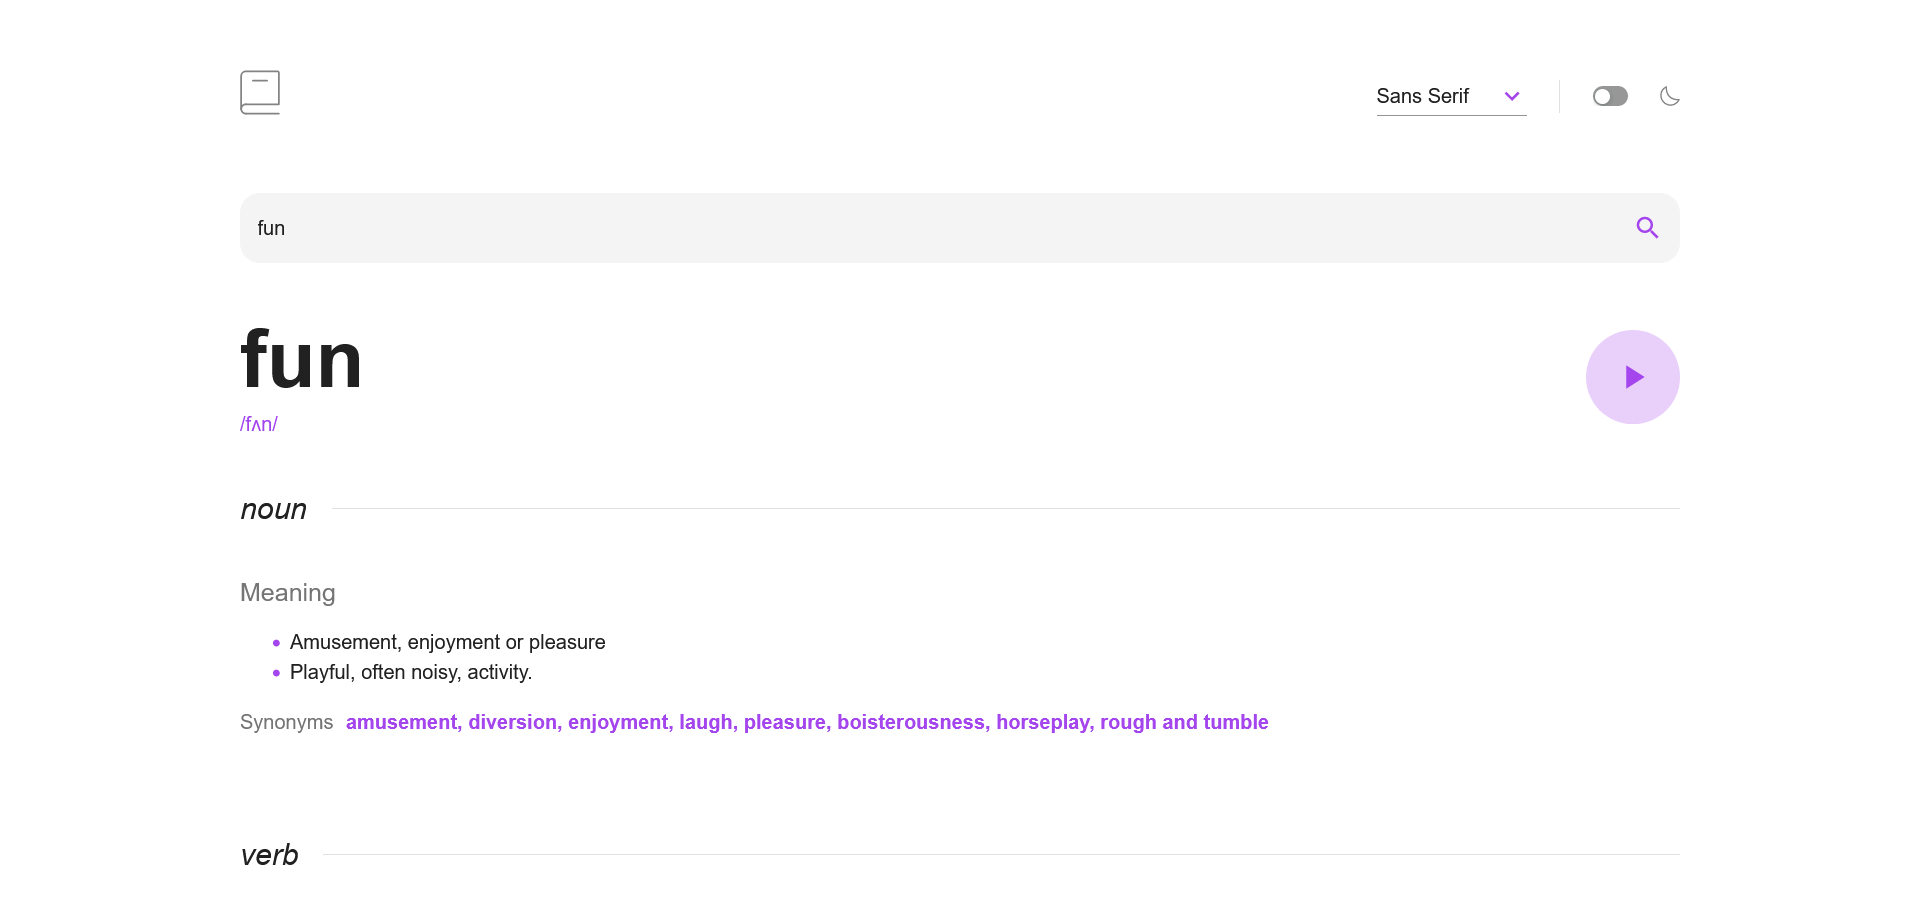 Sans Serif
fun
fun
/fʌn/
noun
Meaning
Amusement, enjoyment or pleasure
Playful, often noisy, activity.
Synonyms amusement, diversion, enjoyment, laugh, pleasure, boisterousness, horseplay, rough and tumble
verb